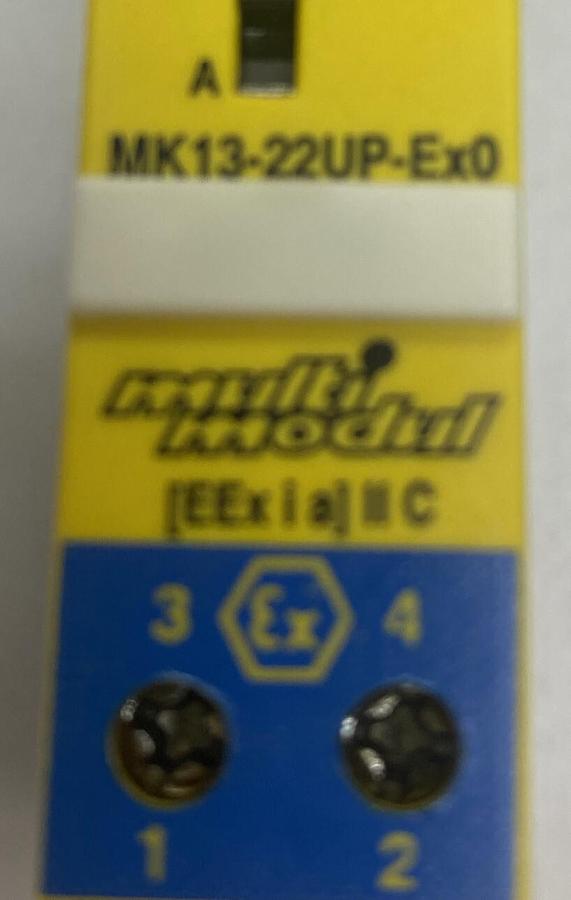 A
MK13-22UP-Ex0
multi
modul
[EEx i a] II C
3 Ex 4
1 2